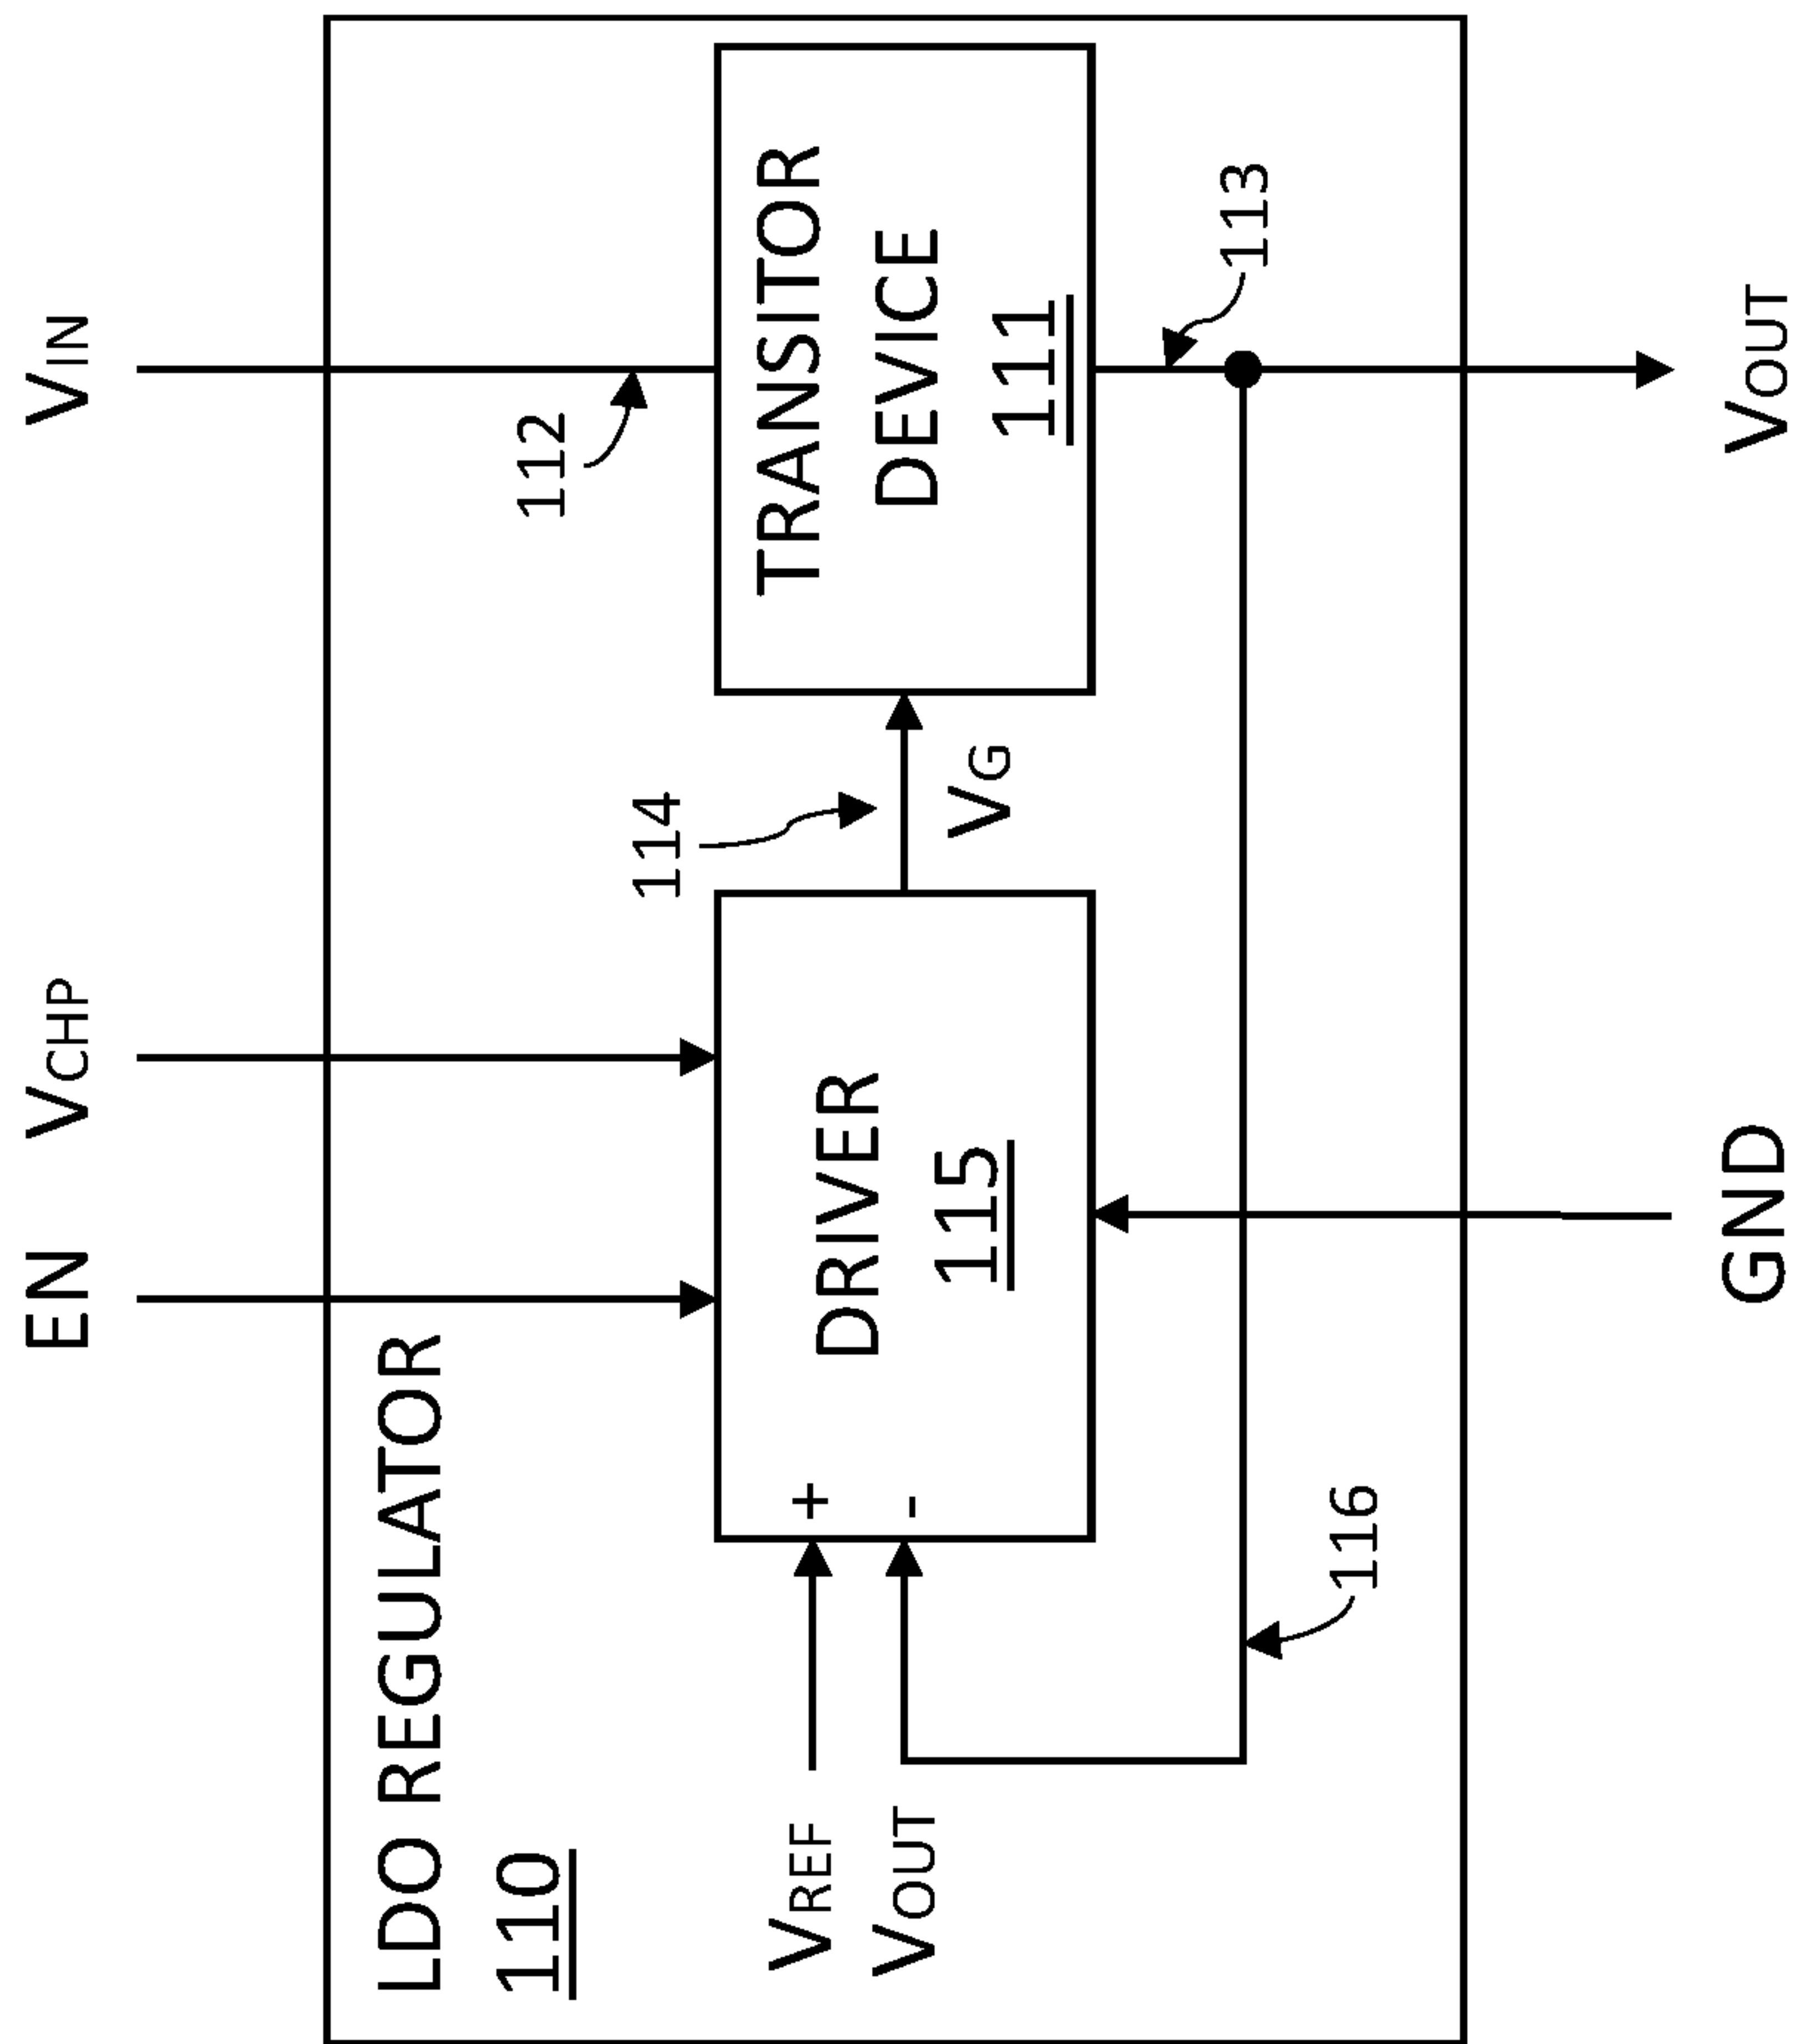 EN
VCHP
VIN
LDO REGULATOR
110
112
114
TRANSITOR
DEVICE
111
DRIVER
115
+
-
VREF
VOUT
VG
113
116
GND
VOUT